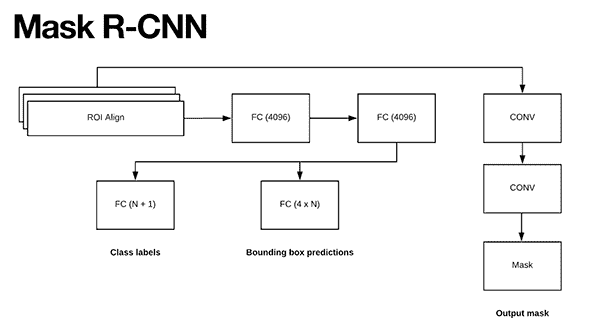 Mask R-CNN
ROI Align
FC (4096)
FC (4096)
CONV
CONV
FC (N + 1)
FC (4 x N)
Class labels
Bounding box predictions
Mask
Output mask